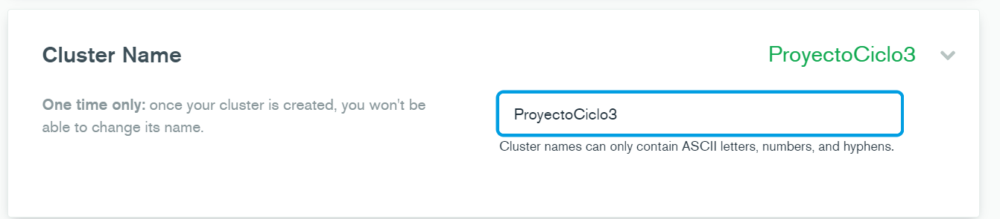 Cluster Name
ProyectoCiclo3
One time only: once your cluster is created, you won't be
able to change its name.
ProyectoCiclo3
Cluster names can only contain ASCII letters, numbers, and hyphens.